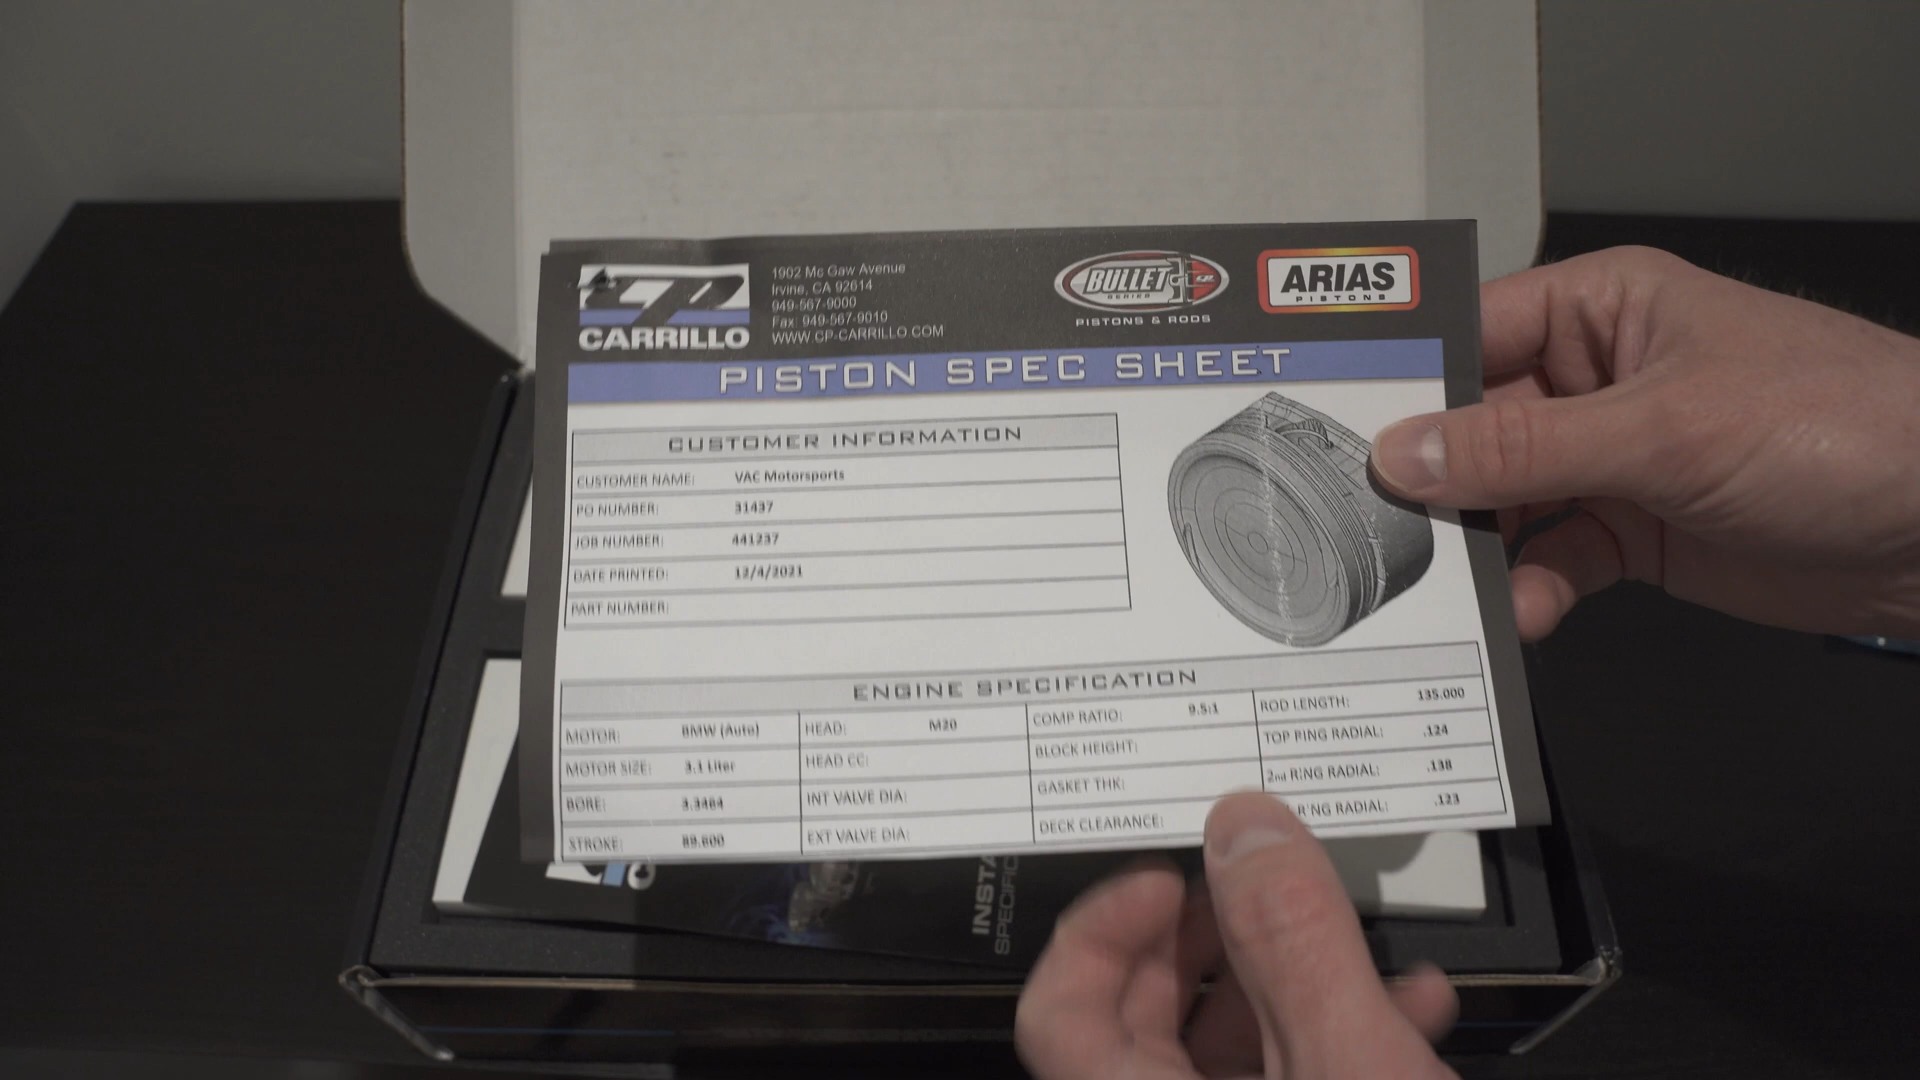 CP
CARRILLO
1902 Mc Gaw Avenue
Irvine, CA 92614
949-567-9000
Fax: 949-567-9010
WWW CP-CARRILLO.COM
BULLET
SERIES
CP
PISTONS & RODS
ARIAS
PISTONS
PISTON SPEC SHEET
CUSTOMER INFORMATION
CUSTOMER NAME: VAC Motorsports
PO NUMBER: 31437
JOB NUMBER: 441237
DATE PRINTED: 12/4/2021
PART NUMBER:
ENGINE SPECIFICATION
MOTOR: BMW (Auto) HEAD: M20 COMP RATIO: 9.5:1 ROD LENGTH: 135.000
MOTOR SIZE: 3.1 Liter HEAD CC: BLOCK HEIGHT: TOP RING RADIAL: .124
BORE: 3.3464 INT VALVE DIA: GASKET THK: 2nd RING RADIAL: .138
STROKE: 89.600 EXT VALVE DIA: DECK CLEARANCE: RING RADIAL: .123
INSTA
SPECIFIC